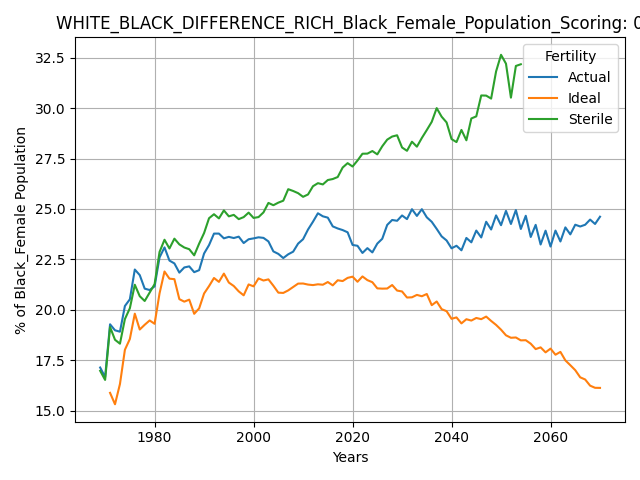 WHITE_BLACK_DIFFERENCE_RICH_Black_Female_Population_Scoring: 0
Fertility
Actual
Ideal
Sterile
% of Black_Female Population
32.5
30.0
27.5
25.0
22.5
20.0
17.5
15.0
1980
2000
2020
2040
2060
Years